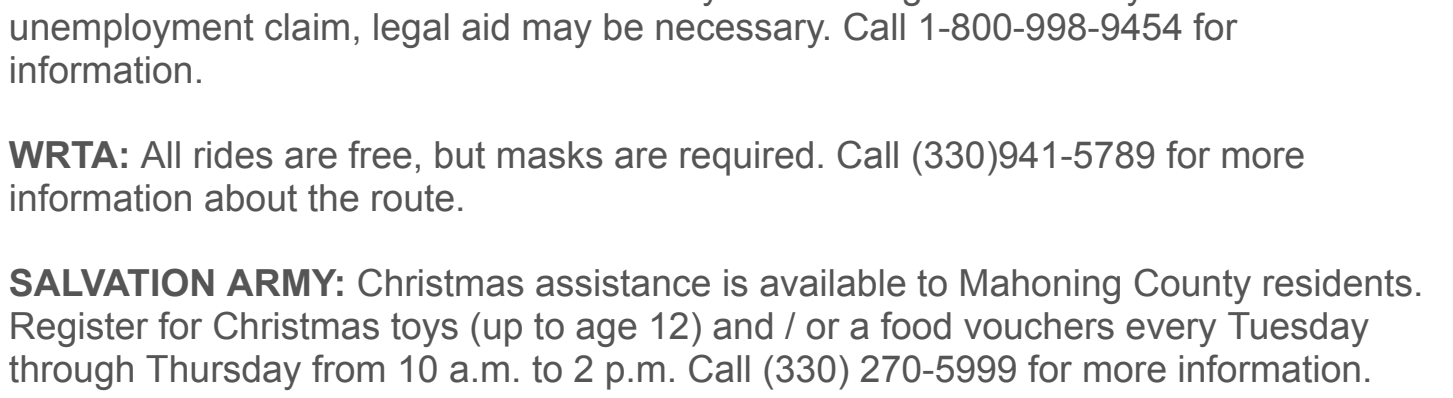 unemployment claim, legal aid may be necessary. Call 1-800-998-9454 for
information.
WRTA: All rides are free, but masks are required. Call (330)941-5789 for more
information about the route.
SALVATION ARMY: Christmas assistance is available to Mahoning County residents.
Register for Christmas toys (up to age 12) and / or a food vouchers every Tuesday
through Thursday from 10 a.m. to 2 p.m. Call (330) 270-5999 for more information.